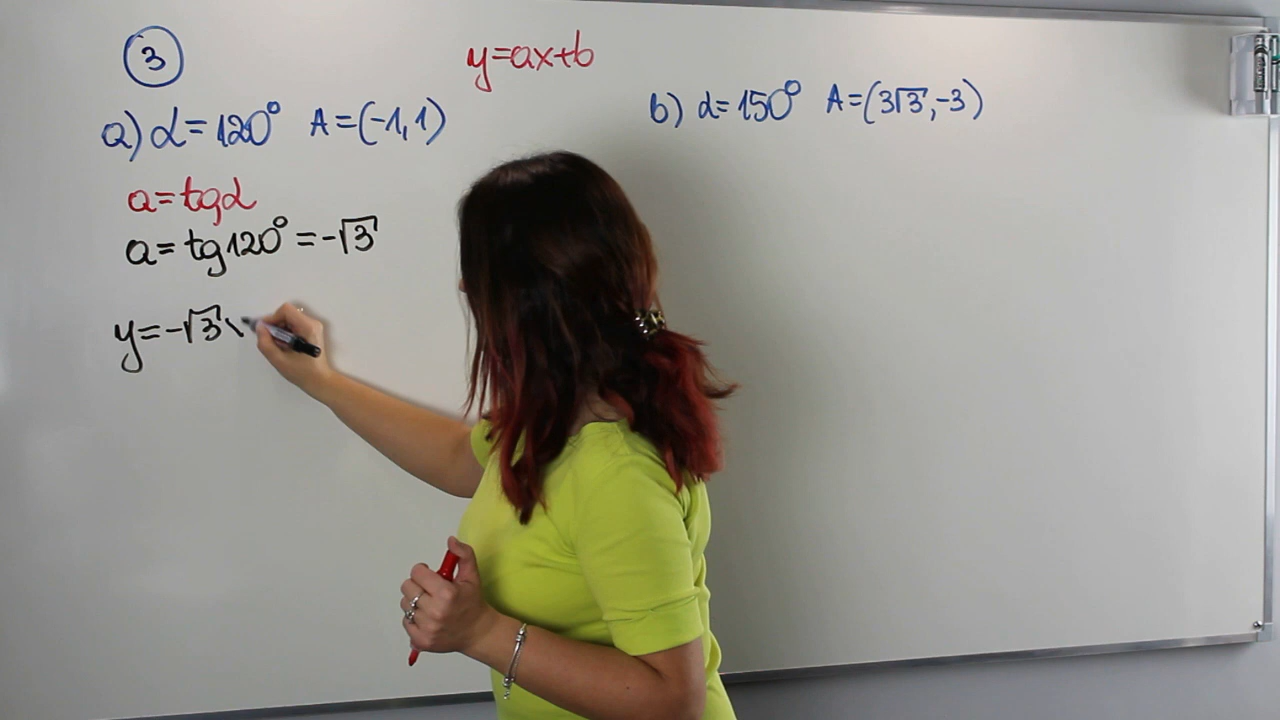 3
y=ax+b
a) α=120° A=(-1,1)
a=tgα
a=tg120°=-√3
y=-√3
b) α=150° A=(3√3,-3)